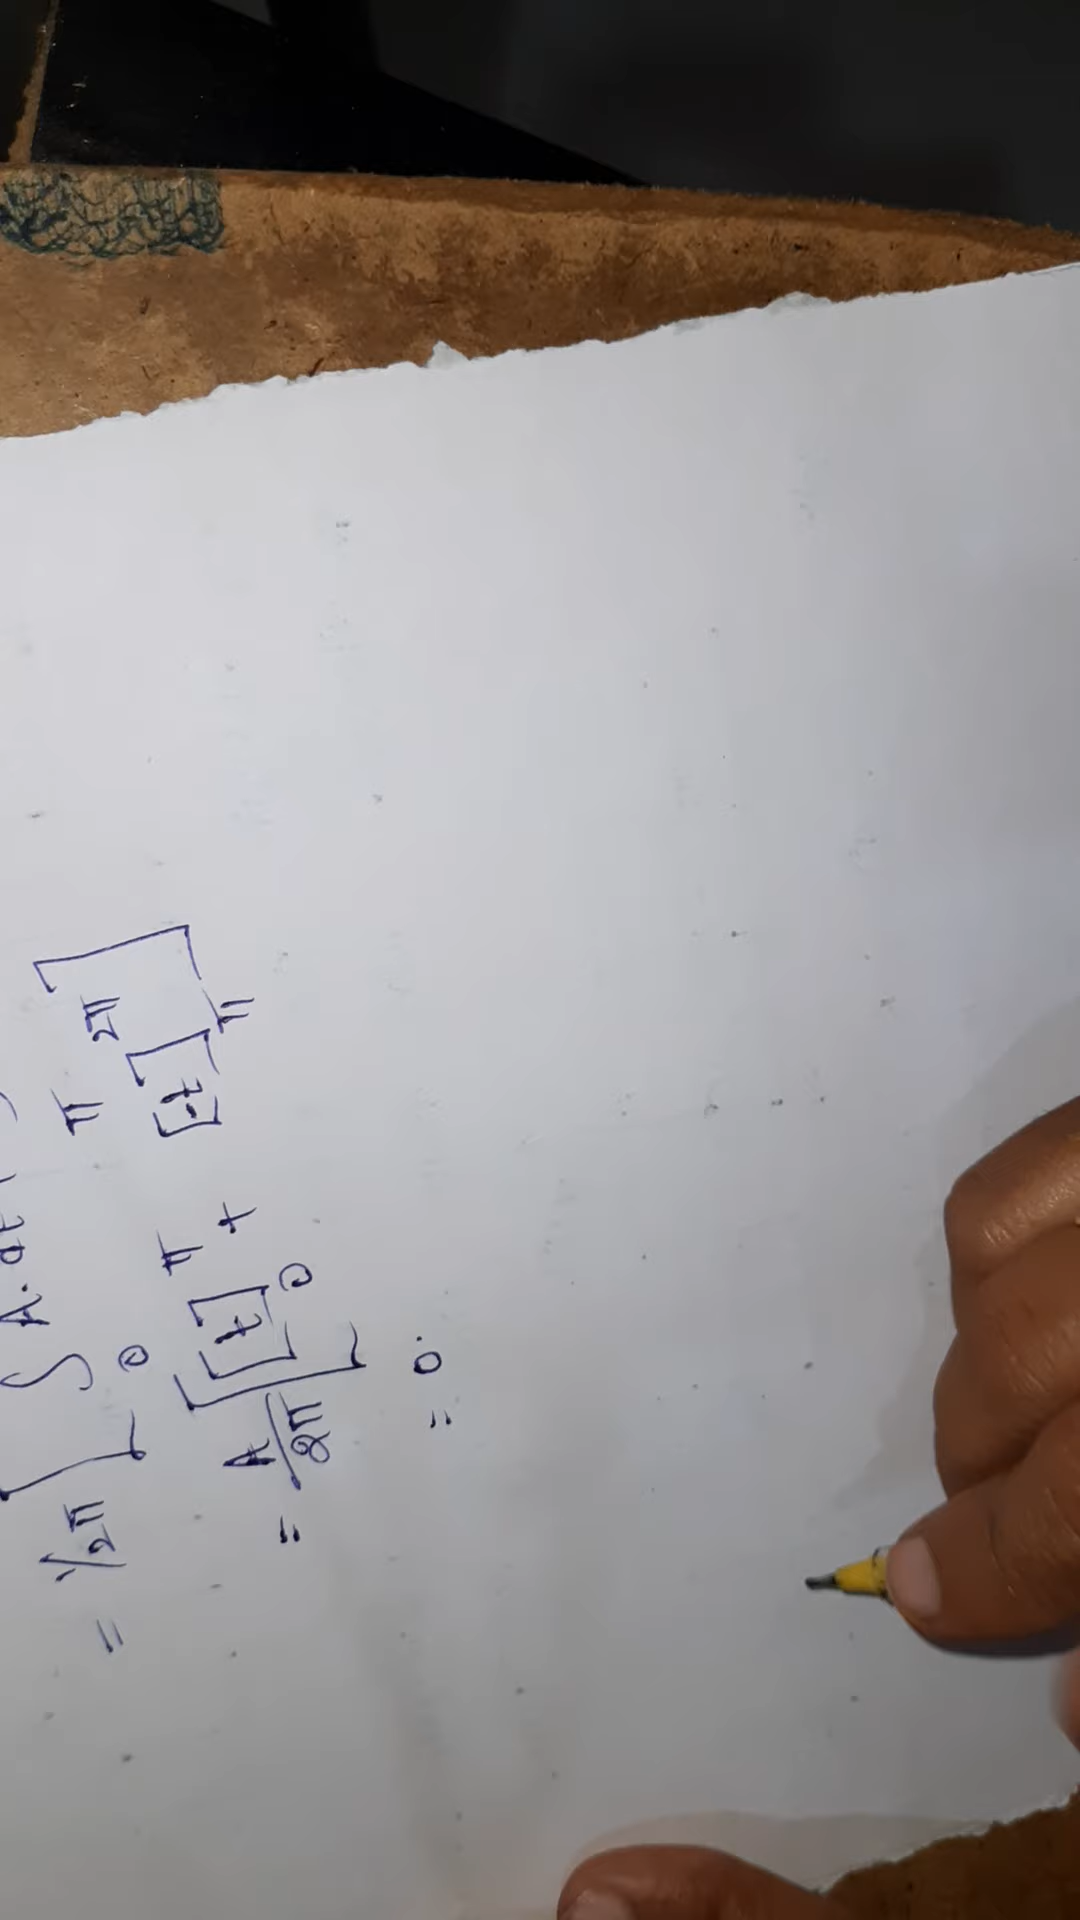 = 1/2π [ ∫ 0 π A. dt
= A/2π [ [[t] 0 π + [-t] π 2π ]
= 0.